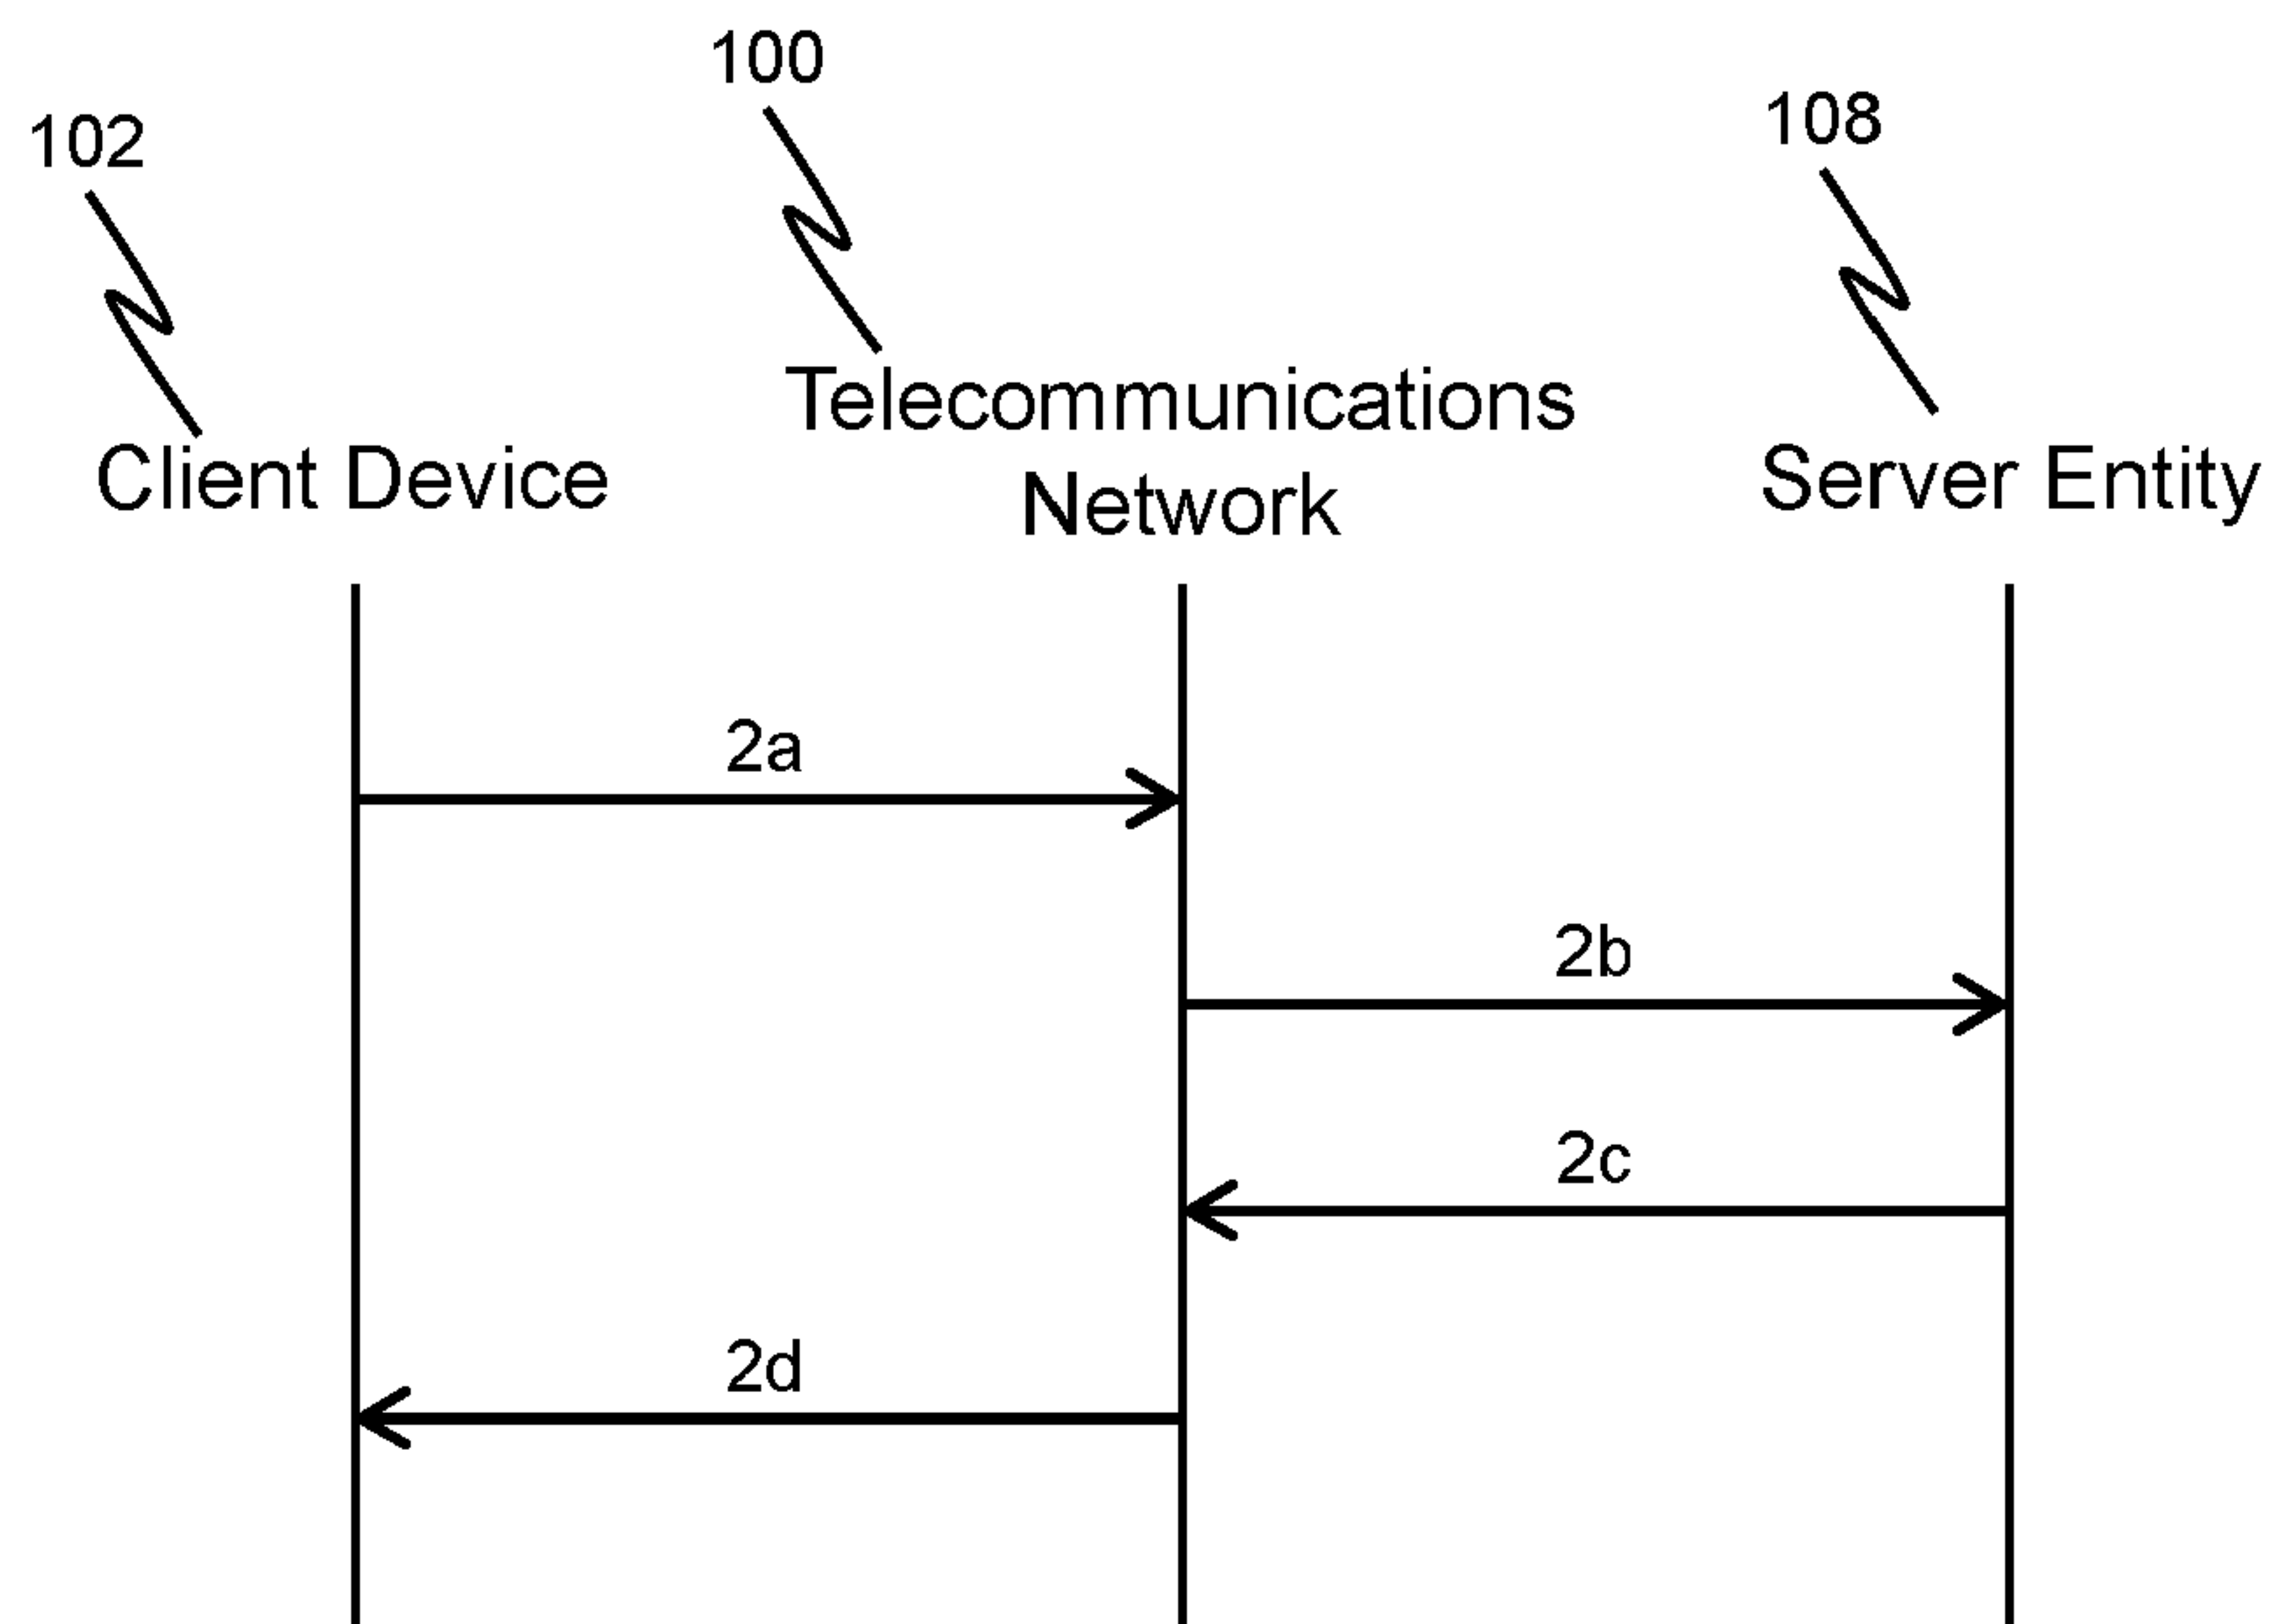 100
102
108
Telecommunications
Network
Client Device
Server Entity
2a
2b
2c
2d